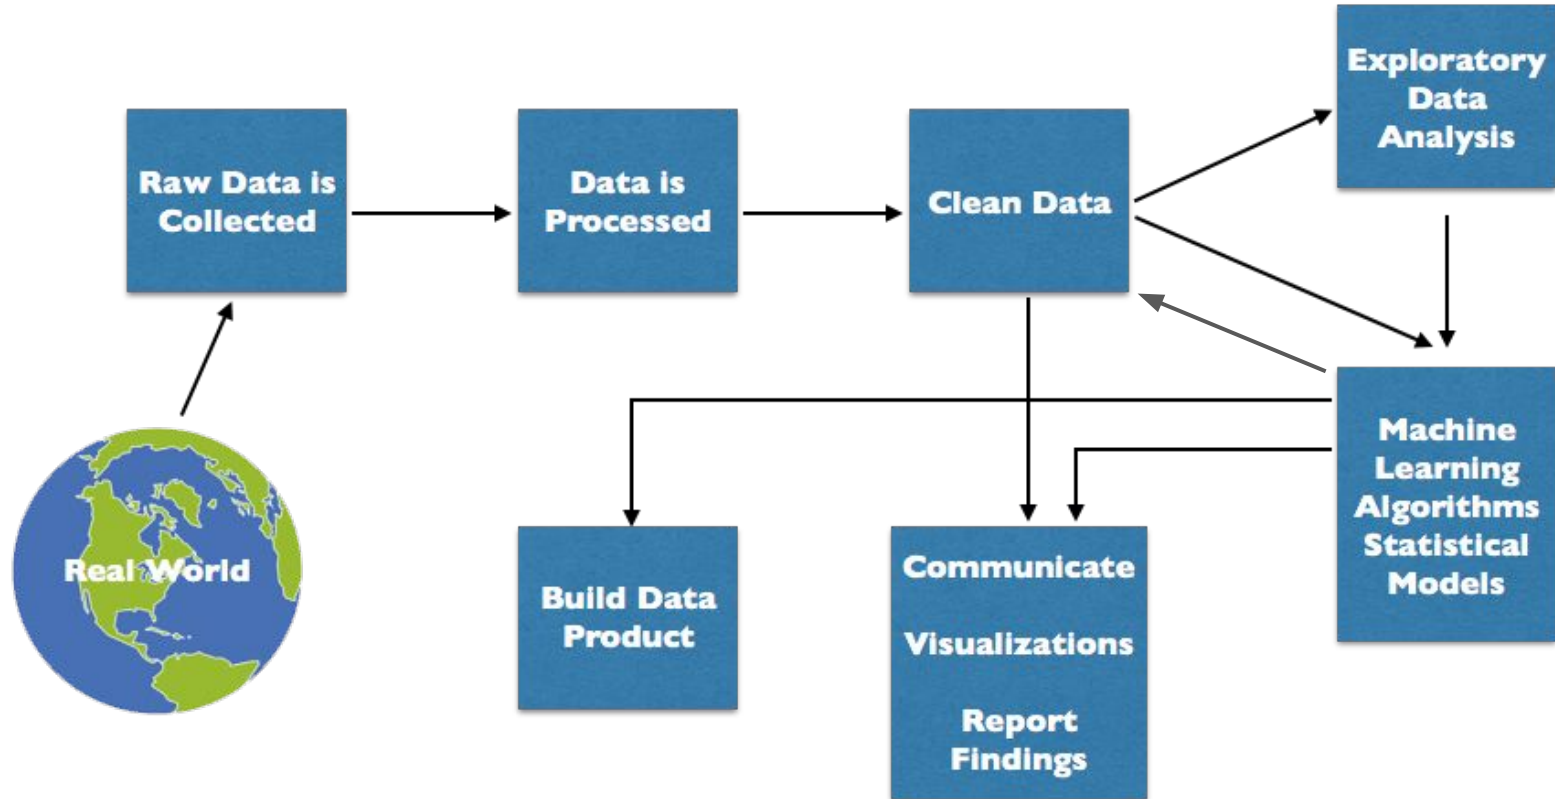 Raw Data is
Collected
Data is
Processed
Clean Data
Exploratory
Data
Analysis
Machine
Learning
Algorithms
Statistical
Models
Real World
Build Data
Product
Communicate
Visualizations
Report
Findings